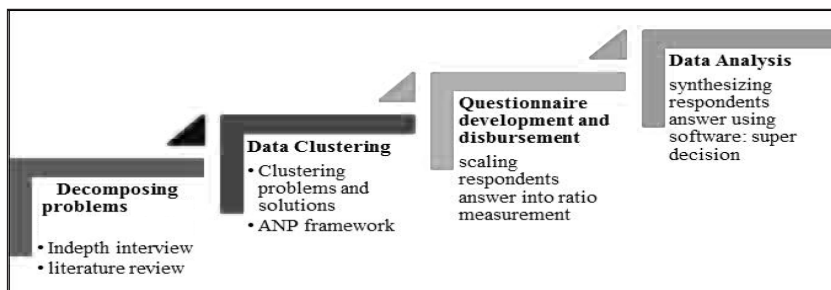 Decomposing
problems
• Indepth interview
• literature review
Data Clustering
• Clustering
problems and
solutions
• ANP framework
Questionnaire
development and
disbursement
scaling
respondents
answer into ratio
measurement
Data Analysis
synthesizing
respondents
answer using
software: super
decision